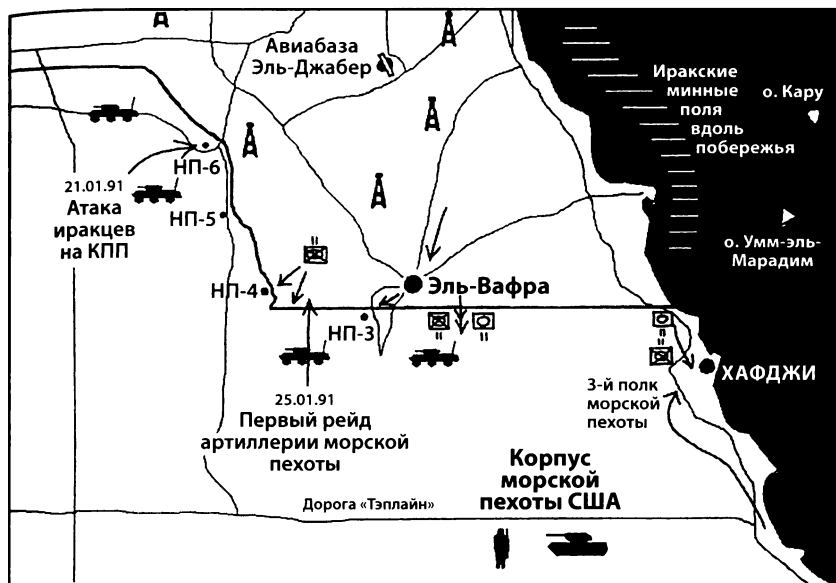 Авиабаза
Эль-Джабер
Иракские
минные
поля
вдоль
побережья
о. Кару
НП-6
21.01.91
Атака
иракцев
на КПП
НП-5
о. Умм-эль-
Марадим
НП-4
Эль-Вафра
НП-3
ХАФДЖИ
3-й полк
морской
пехоты
25.01.91
Первый рейд
артиллерии морской
пехоты
Корпус
морской
пехоты США
Дорога «Тэплайн»